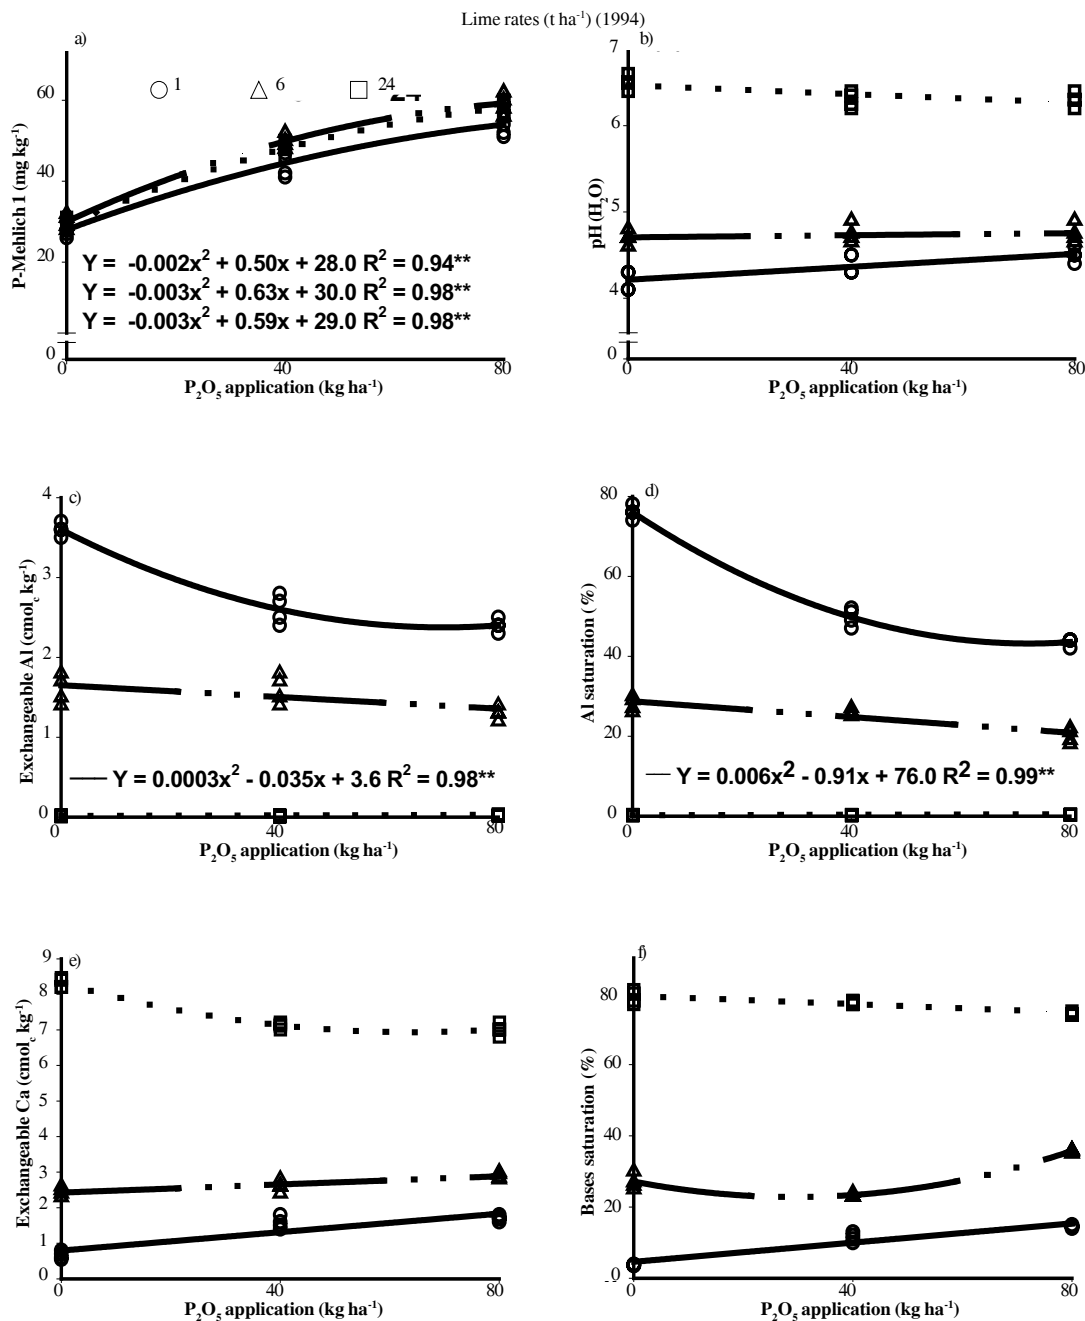 Lime rates (t ha⁻¹) (1994)
a)
1 6 24
60
40
20
0
P-Mehlich 1 (mg kg⁻¹)
Y = -0.002x² + 0.50x + 28.0 R² = 0.94**
Y = -0.003x² + 0.63x + 30.0 R² = 0.98**
Y = -0.003x² + 0.59x + 29.0 R² = 0.98**
0 40 80
P₂O₅ application (kg ha⁻¹)
b)
7
6
5
4
0
pH (H₂O)
0 40 80
P₂O₅ application (kg ha⁻¹)
c)
4
3
2
1
0
Exchangeable Al (cmol_c kg⁻¹)
Y = 0.0003x² - 0.035x + 3.6 R² = 0.98**
0 40 80
P₂O₅ application (kg ha⁻¹)
d)
80
60
40
20
0
Al saturation (%)
Y = 0.006x² - 0.91x + 76.0 R² = 0.99**
0 40 80
P₂O₅ application (kg ha⁻¹)
e)
9
8
7
6
5
4
3
2
1
0
Exchangeable Ca (cmol_c kg⁻¹)
0 40 80
P₂O₅ application (kg ha⁻¹)
f)
80
60
40
20
0
Bases saturation (%)
0 40 80
P₂O₅ application (kg ha⁻¹)